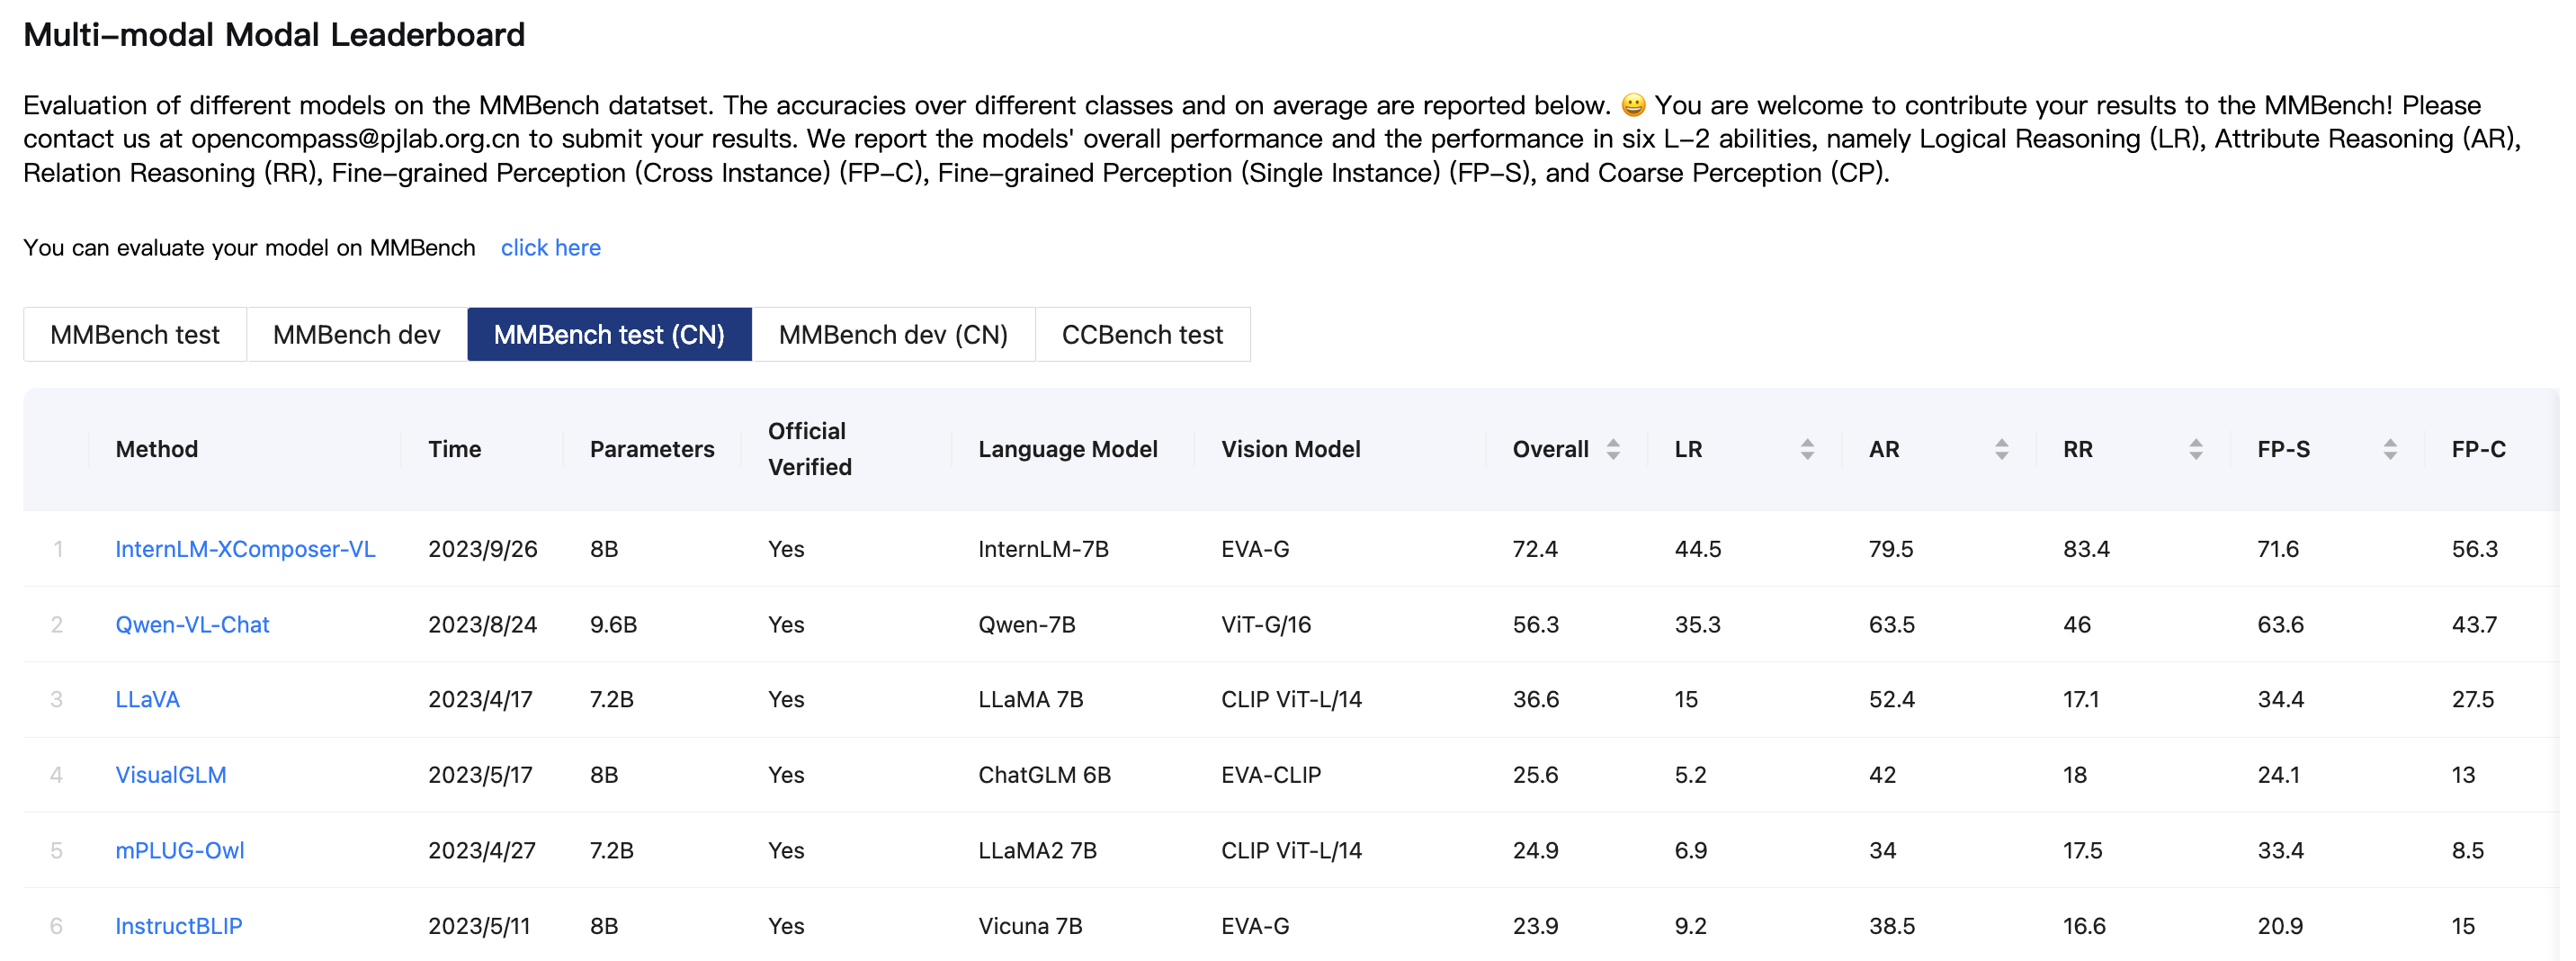 Multi-modal Modal Leaderboard
Evaluation of different models on the MMBench datatset. The accuracies over different classes and on average are reported below. 😀 You are welcome to contribute your results to the MMBench! Please
contact us at opencompass@pjlab.org.cn to submit your results. We report the models' overall performance and the performance in six L-2 abilities, namely Logical Reasoning (LR), Attribute Reasoning (AR),
Relation Reasoning (RR), Fine-grained Perception (Cross Instance) (FP-C), Fine-grained Perception (Single Instance) (FP-S), and Coarse Perception (CP).
You can evaluate your model on MMBench click here
MMBench test MMBench dev MMBench test (CN) MMBench dev (CN) CCBench test
Method Time Parameters Official Verified Language Model Vision Model Overall LR AR RR FP-S FP-C
1 InternLM-XComposer-VL 2023/9/26 8B Yes InternLM-7B EVA-G 72.4 44.5 79.5 83.4 71.6 56.3
2 Qwen-VL-Chat 2023/8/24 9.6B Yes Qwen-7B ViT-G/16 56.3 35.3 63.5 46 63.6 43.7
3 LLaVA 2023/4/17 7.2B Yes LLaMA 7B CLIP ViT-L/14 36.6 15 52.4 17.1 34.4 27.5
4 VisualGLM 2023/5/17 8B Yes ChatGLM 6B EVA-CLIP 25.6 5.2 42 18 24.1 13
5 mPLUG-Owl 2023/4/27 7.2B Yes LLaMA2 7B CLIP ViT-L/14 24.9 6.9 34 17.5 33.4 8.5
6 InstructBLIP 2023/5/11 8B Yes Vicuna 7B EVA-G 23.9 9.2 38.5 16.6 20.9 15